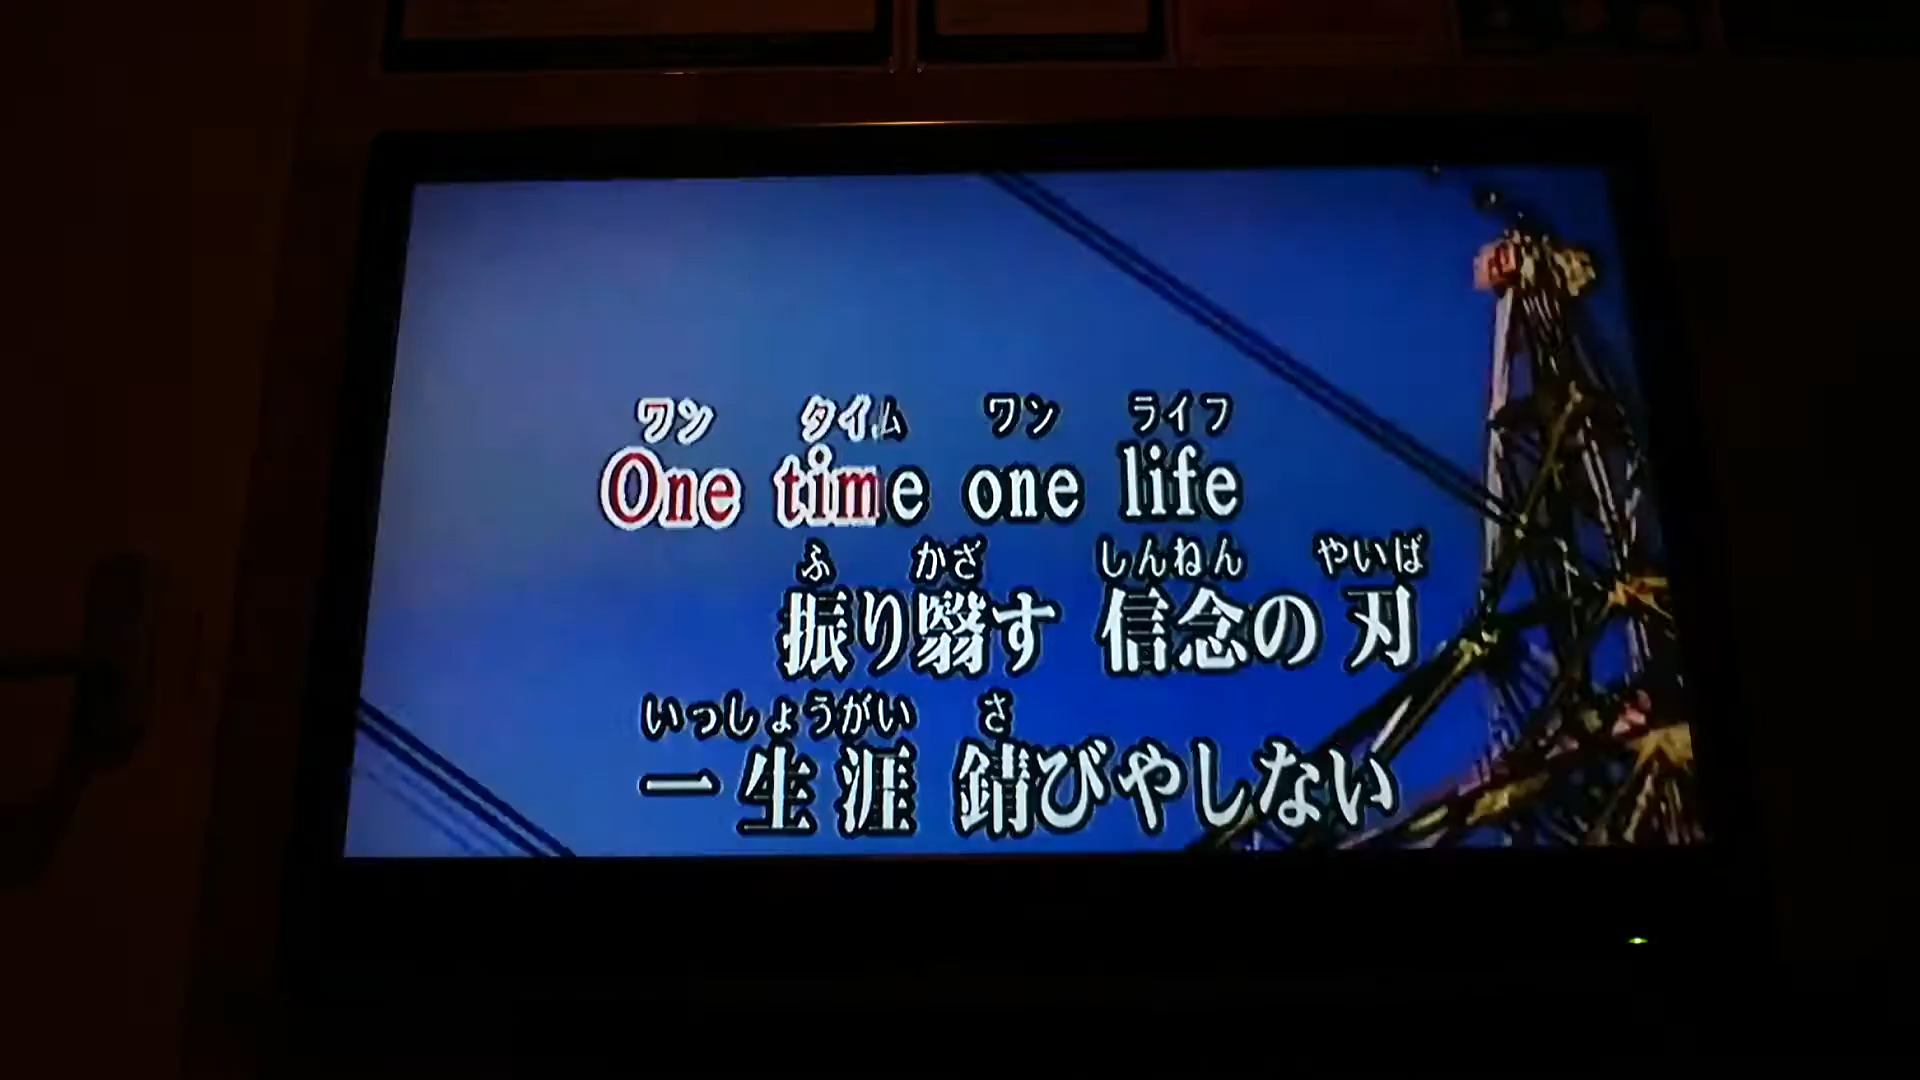 ワン タイム ワン ライフ
One time one life
ふ かざ しんねん やいば
振り翳す 信念の 刃
いっしょうがい さ
一生涯 錆びやしない